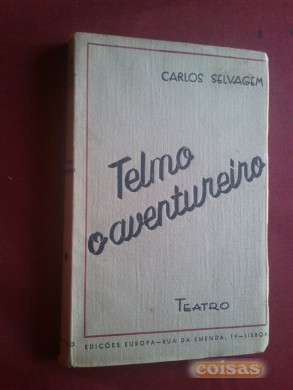 CARLOS SELVAGEM
Telmo
o aventureiro
TEATRO
EDIÇÕES EUROPA—RUA DA EMENDA, 19—LISBOA
coisas